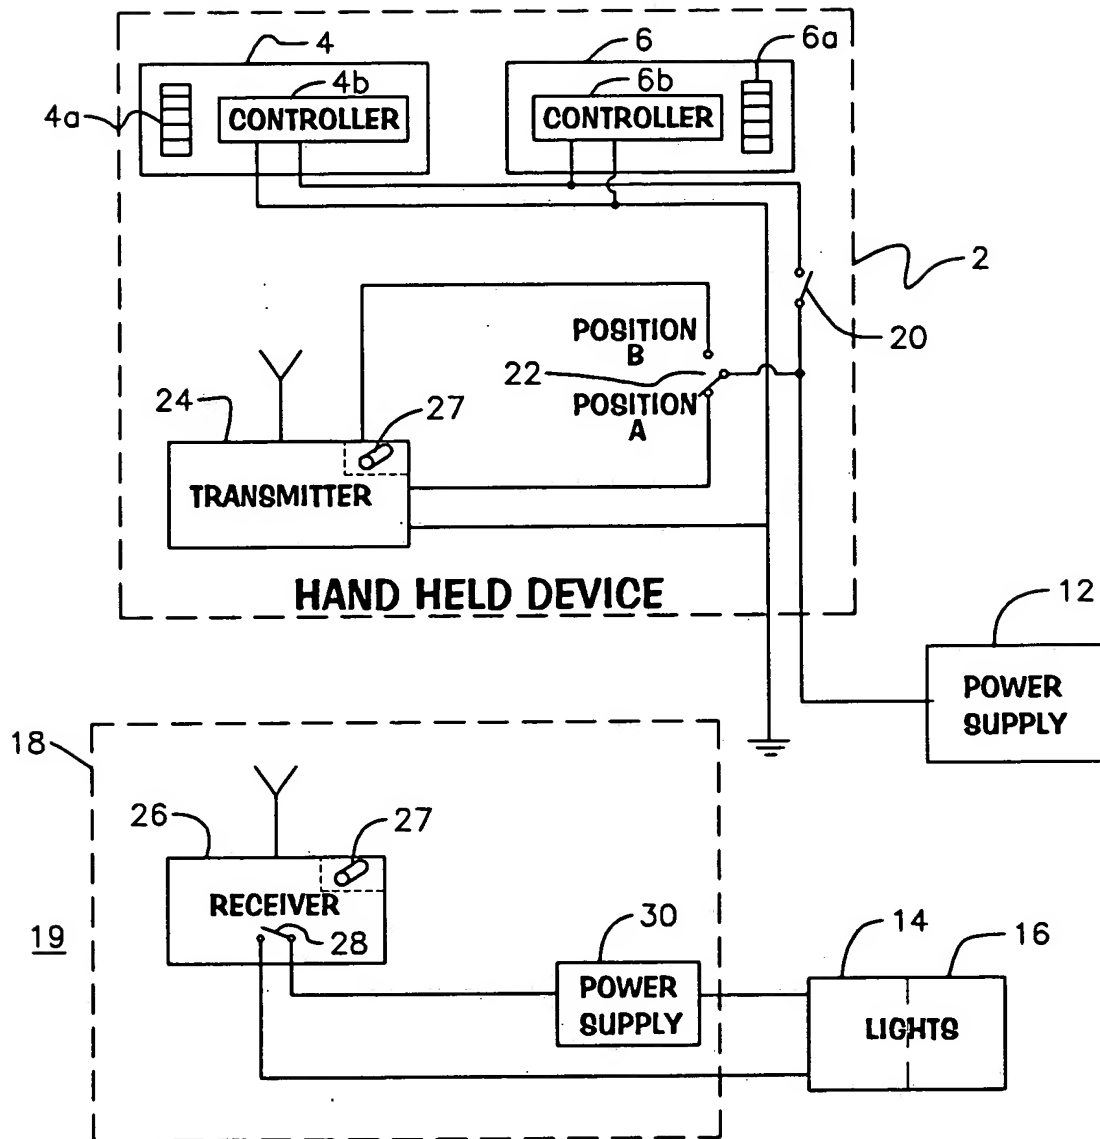 4
6
6a
4a
4b
CONTROLLER
6b
CONTROLLER
2
20
POSITION
B
22
POSITION
A
24
27
TRANSMITTER
HAND HELD DEVICE
12
POWER
SUPPLY
18
26
27
RECEIVER
28
19
30
POWER
SUPPLY
14
16
LIGHTS